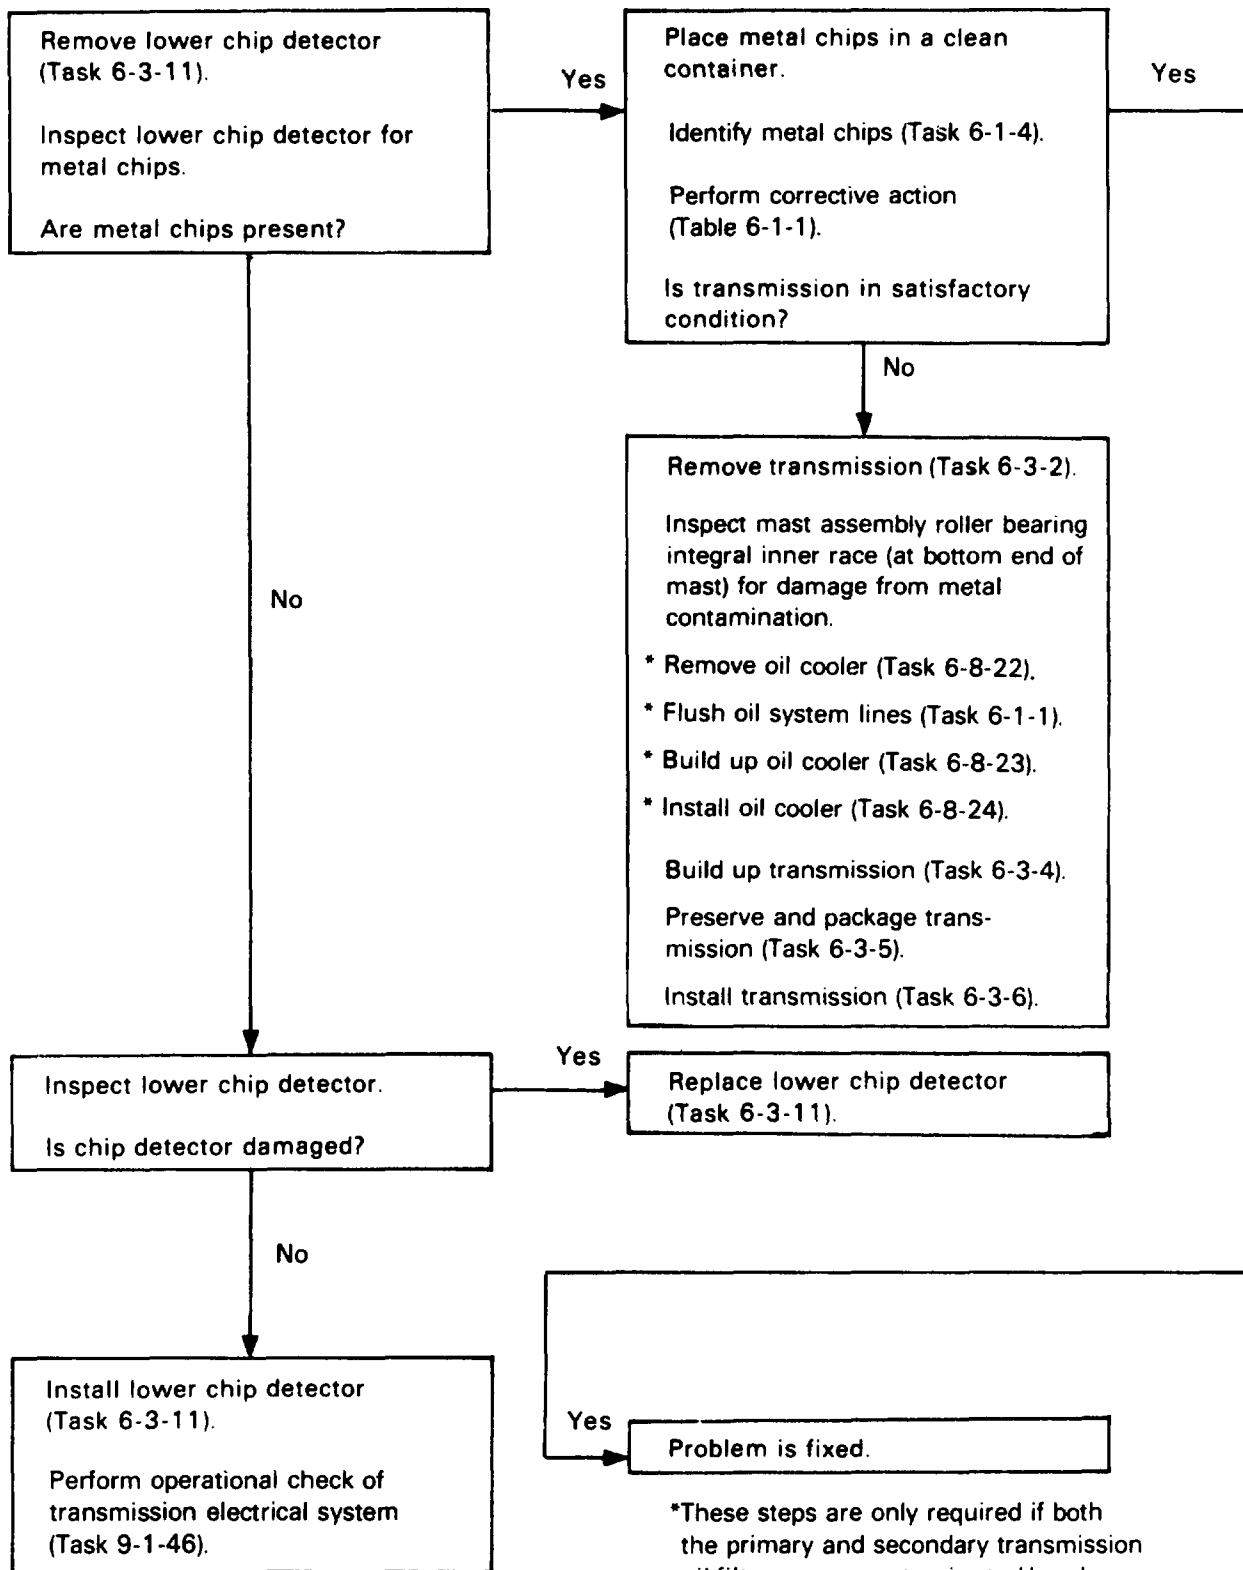 Remove lower chip detector
(Task 6-3-11).
Inspect lower chip detector for
metal chips.
Are metal chips present?
Yes
Place metal chips in a clean
container.
Identify metal chips (Task 6-1-4).
Perform corrective action
(Table 6-1-1).
Is transmission in satisfactory
condition?
Yes
No
Remove transmission (Task 6-3-2).
Inspect mast assembly roller bearing
integral inner race (at bottom end of
mast) for damage from metal
contamination.
* Remove oil cooler (Task 6-8-22).
* Flush oil system lines (Task 6-1-1).
* Build up oil cooler (Task 6-8-23).
* Install oil cooler (Task 6-8-24).
Build up transmission (Task 6-3-4).
Preserve and package trans-
mission (Task 6-3-5).
Install transmission (Task 6-3-6).
No
Inspect lower chip detector.
Is chip detector damaged?
Yes
Replace lower chip detector
(Task 6-3-11).
No
Install lower chip detector
(Task 6-3-11).
Perform operational check of
transmission electrical system
(Task 9-1-46).
Yes
Problem is fixed.
*These steps are only required if both
the primary and secondary transmission